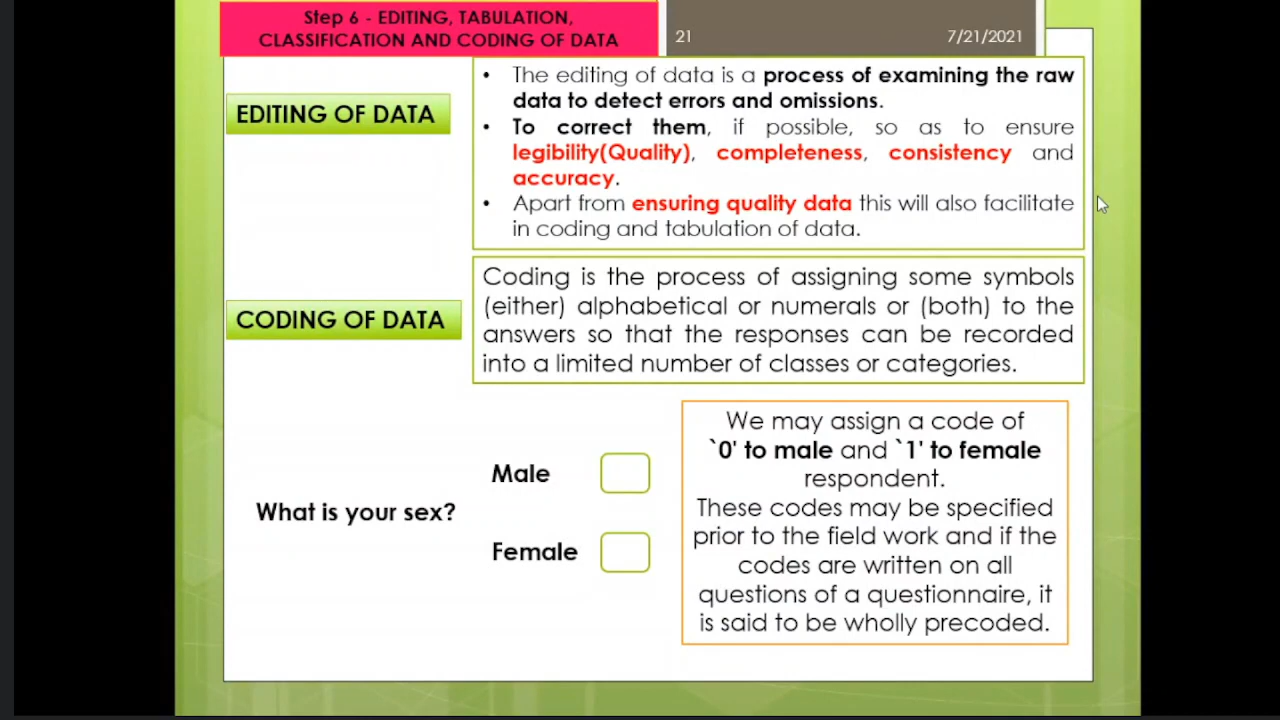 Step 6 - EDITING, TABULATION,
CLASSIFICATION AND CODING OF DATA
21
7/21/2021
EDITING OF DATA
• The editing of data is a process of examining the raw
data to detect errors and omissions.
• To correct them, if possible, so as to ensure
legibility(Quality), completeness, consistency and
accuracy.
• Apart from ensuring quality data this will also facilitate
in coding and tabulation of data.
CODING OF DATA
Coding is the process of assigning some symbols
(either) alphabetical or numerals or (both) to the
answers so that the responses can be recorded
into a limited number of classes or categories.
What is your sex?
Male
Female
We may assign a code of
`0' to male and `1' to female
respondent.
These codes may be specified
prior to the field work and if the
codes are written on all
questions of a questionnaire, it
is said to be wholly precoded.